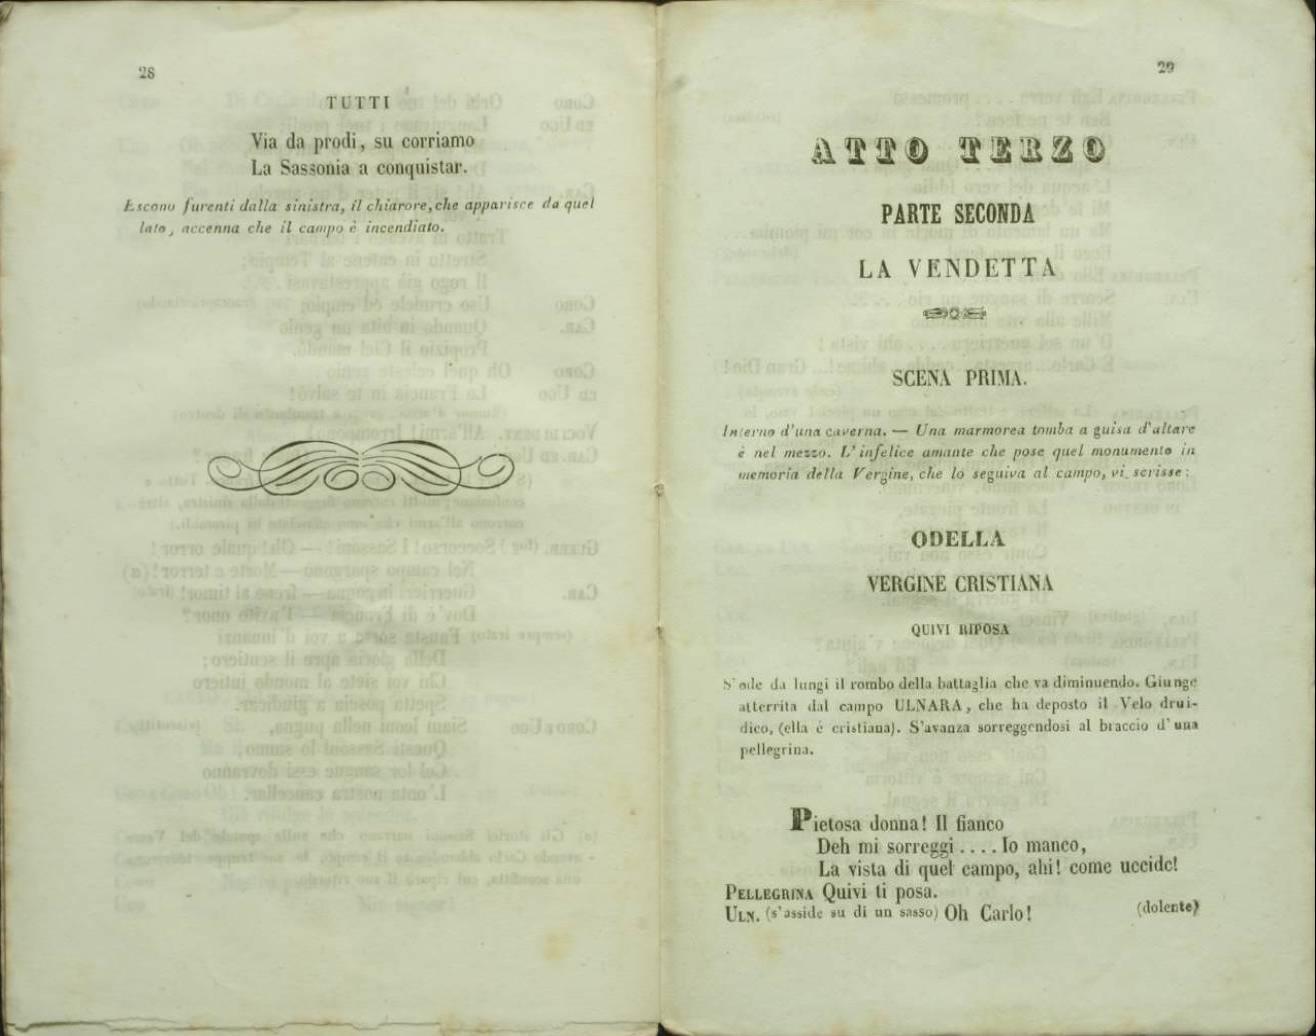 28
TUTTI
Via da prodi, su corriamo
La Sassonia a conquistar.
Escono furenti dalla sinistra, il chiarore, che apparisce da quel
lato, accenna che il campo è incendiato.
29
ATTO TERZO
PARTE SECONDA
LA VENDETTA
SCENA PRIMA.
Interno d'una caverna. — Una marmorea tomba a guisa d'altare
è nel mezzo. L'infelice amante che pose quel monumento in
memoria della Vergine, che lo seguiva al campo, vi scrisse:
ODELLA
VERGINE CRISTIANA
QUIVI RIPOSA
S'ode da lungi il rombo della battaglia che va diminuendo. Giunge
atterrita dal campo ULNARA, che ha deposto il Velo drui-
dico, (ella è cristiana). S'avanza sorreggendosi al braccio d'una
pellegrina.
Pietosa donna! Il fianco
Deh mi sorreggi .... Io manco,
La vista di quel campo, ahi! come uccide!
PELLEGRINA Quivi ti posa.
ULN. (s'asside su di un sasso) Oh Carlo! (dolente)